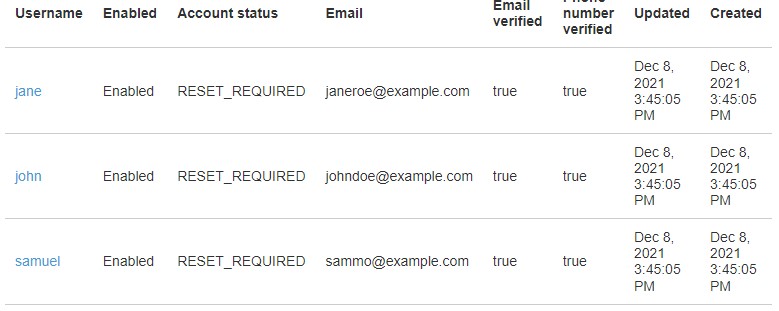 Username Enabled Account status Email Email verified Phone number verified Updated Created
jane Enabled RESET_REQUIRED janeroe@example.com true true Dec 8, 2021 3:45:05 PM Dec 8, 2021 3:45:05 PM
john Enabled RESET_REQUIRED johndoe@example.com true true Dec 8, 2021 3:45:05 PM Dec 8, 2021 3:45:05 PM
samuel Enabled RESET_REQUIRED sammo@example.com true true Dec 8, 2021 3:45:05 PM Dec 8, 2021 3:45:05 PM